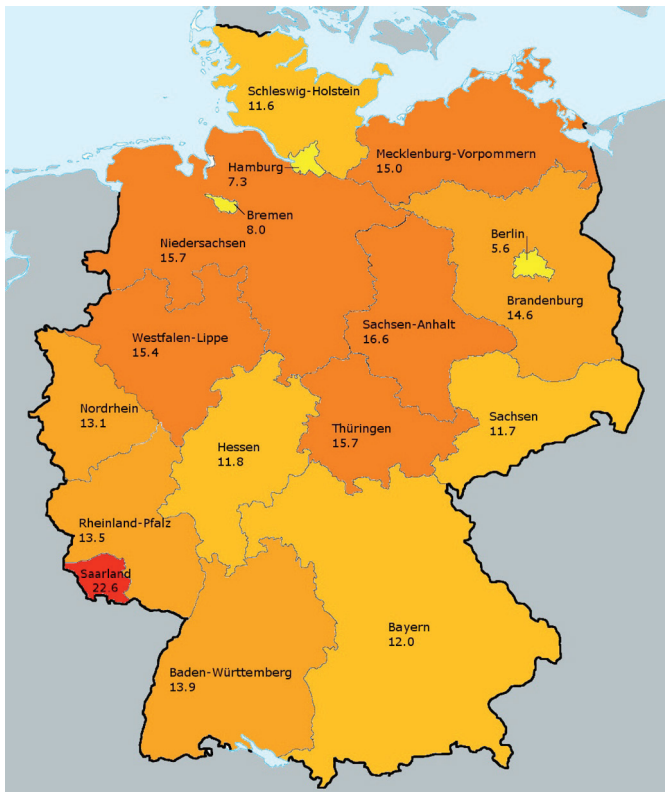 Schleswig-Holstein
11.6
Mecklenburg-Vorpommern
15.0
Hamburg
7.3
Bremen
8.0
Niedersachsen
15.7
Berlin
5.6
Brandenburg
14.6
Sachsen-Anhalt
16.6
Westfalen-Lippe
15.4
Nordrhein
13.1
Sachsen
11.7
Thüringen
15.7
Hessen
11.8
Rheinland-Pfalz
13.5
Saarland
22.6
Bayern
12.0
Baden-Württemberg
13.9